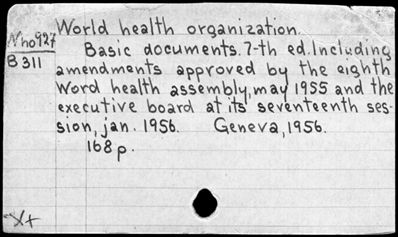 World health organization.
Who927
B311
Basic documents. 7-th ed. Including
amendments approved by the eighth
Word health assembly, may 1955 and the
executive board at its seventeenth ses-
sion, jan. 1956. Geneva, 1956.
168 p.